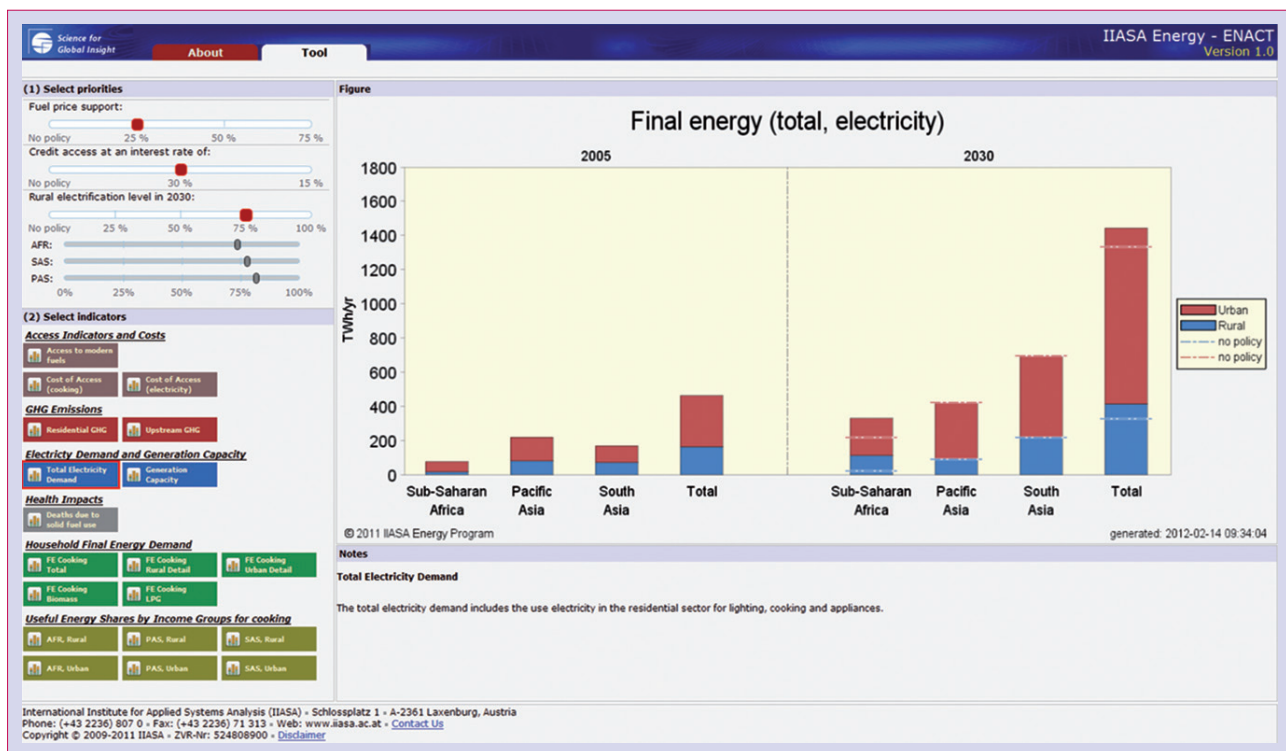 Science for
Global Insight
About
Tool
IIASA Energy - ENACT
Version 1.0
(1) Select priorities
Fuel price support:
No policy 25 % 50 % 75 %
Credit access at an interest rate of:
No policy 30 % 15 %
Rural electrification level in 2030:
No policy 25 % 50 % 75 % 100 %
AFR:
SAS:
PAS:
0% 25% 50% 75% 100%
(2) Select indicators
Access Indicators and Costs
Access to modern
fuels
Cost of Access
(cooking)
Cost of Access
(electricity)
GHG Emissions
Residential GHG
Upstream GHG
Electricty Demand and Generation Capacity
Total Electricity
Demand
Generation
Capacity
Health Impacts
Deaths due to
solid fuel use
Household Final Energy Demand
FE Cooking
Total
FE Cooking
Rural Detail
FE Cooking
Urban Detail
FE Cooking
Biomass
FE Cooking
LPG
Useful Energy Shares by Income Groups for cooking
AFR, Rural
PAS, Rural
SAS, Rural
AFR, Urban
PAS, Urban
SAS, Urban
Figure
Final energy (total, electricity)
2005 2030
TWh/yr
1800
1600
1400
1200
1000
800
600
400
200
0
Sub-Saharan
Africa
Pacific
Asia
South
Asia
Total
Sub-Saharan
Africa
Pacific
Asia
South
Asia
Total
Urban
Rural
no policy
no policy
© 2011 IIASA Energy Program
generated: 2012-02-14 09:34:04
Notes
Total Electricity Demand
The total electricity demand includes the use electricity in the residential sector for lighting, cooking and appliances.
International Institute for Applied Systems Analysis (IIASA) • Schlossplatz 1 • A-2361 Laxenburg, Austria
Phone: (+43 2236) 807 0 • Fax: (+43 2236) 71 313 • Web: www.iiasa.ac.at • Contact Us
Copyright © 2009-2011 IIASA • ZVR-Nr: 524808900 • Disclaimer